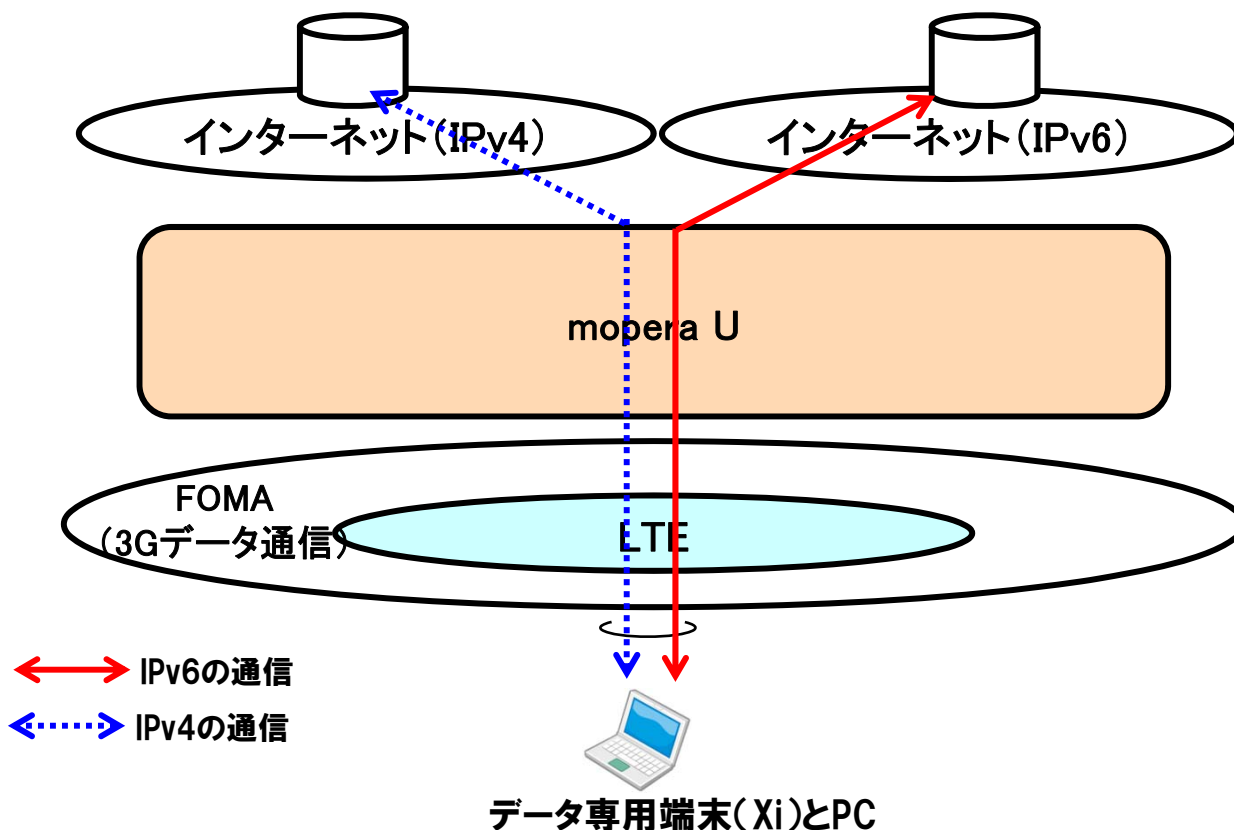 インターネット（IPv4）
インターネット（IPv6）
mopera U
FOMA
（3Gデータ通信）
LTE
IPv6の通信
IPv4の通信
データ専用端末（Xi）とPC